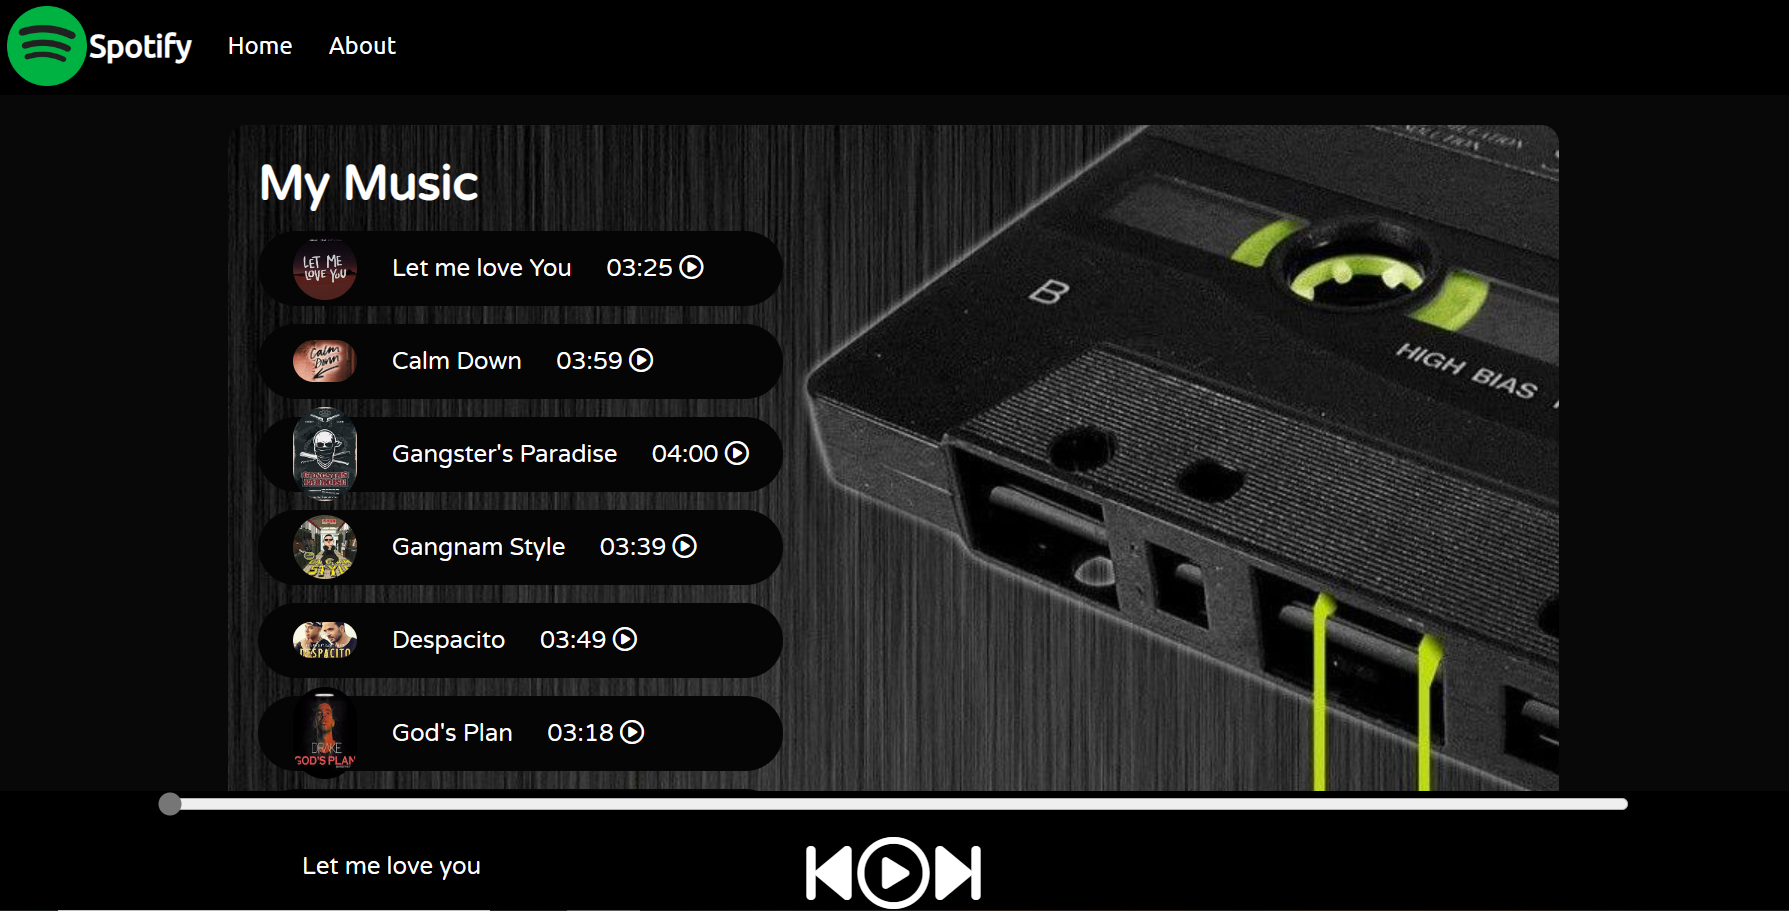 Spotify Home About
My Music
LET ME
LOVE YOU
Let me love You 03:25
Calm
Down
Calm Down 03:59
Gangster's Paradise 04:00
Gangnam Style 03:39
DESPACITO
Despacito 03:49
DRAKE
GOD'S PLAN
God's Plan 03:18
B
HIGH BIAS
Let me love you